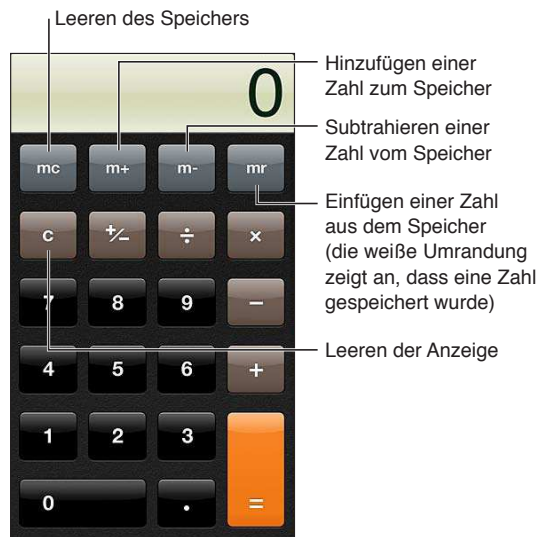 Leeren des Speichers
0
Hinzufügen einer
Zahl zum Speicher
Subtrahieren einer
Zahl vom Speicher
mc m+ m- mr
Einfügen einer Zahl
aus dem Speicher
(die weiße Umrandung
zeigt an, dass eine Zahl
gespeichert wurde)
c +/− ÷ ×
7 8 9 −
Leeren der Anzeige
4 5 6 +
1 2 3
0 . =